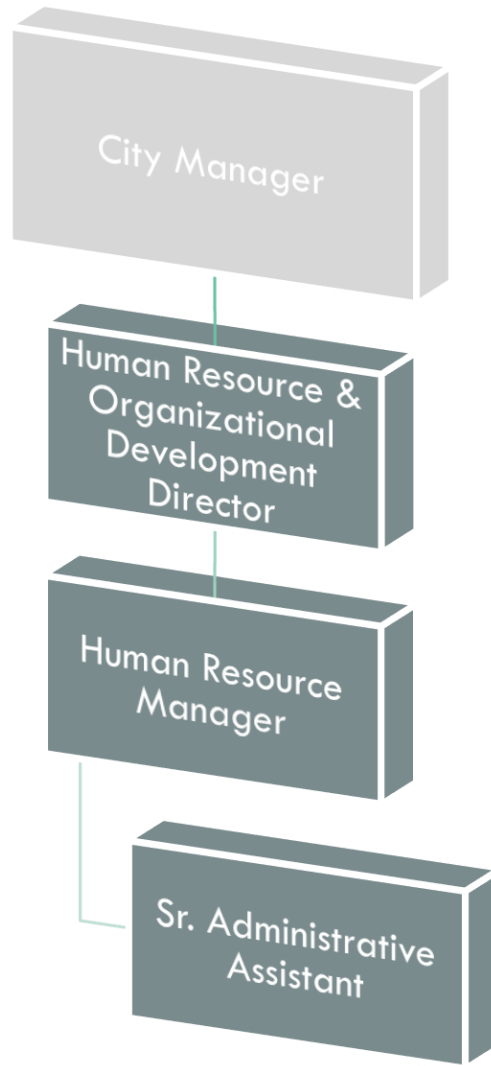 City Manager
Human Resource &
Organizational
Development
Director
Human Resource
Manager
Sr. Administrative
Assistant